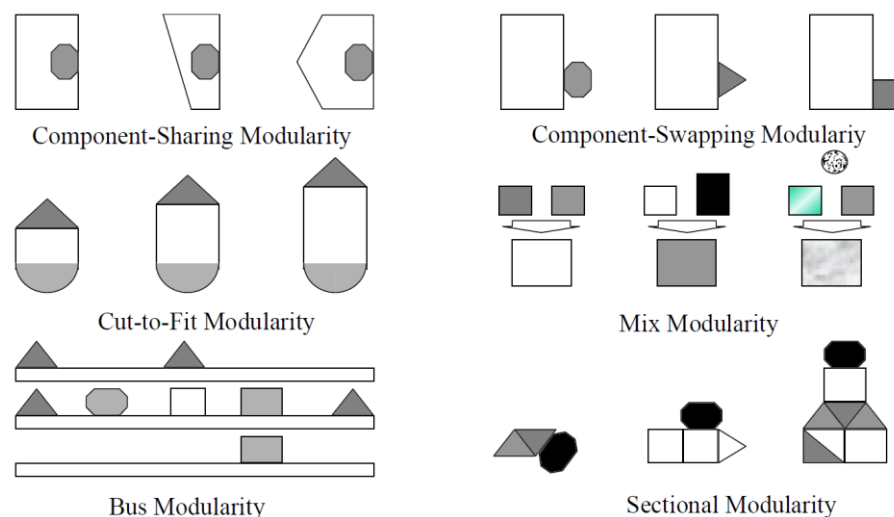 Component-Sharing Modularity
Component-Swapping Modulariy
Cut-to-Fit Modularity
Mix Modularity
Bus Modularity
Sectional Modularity